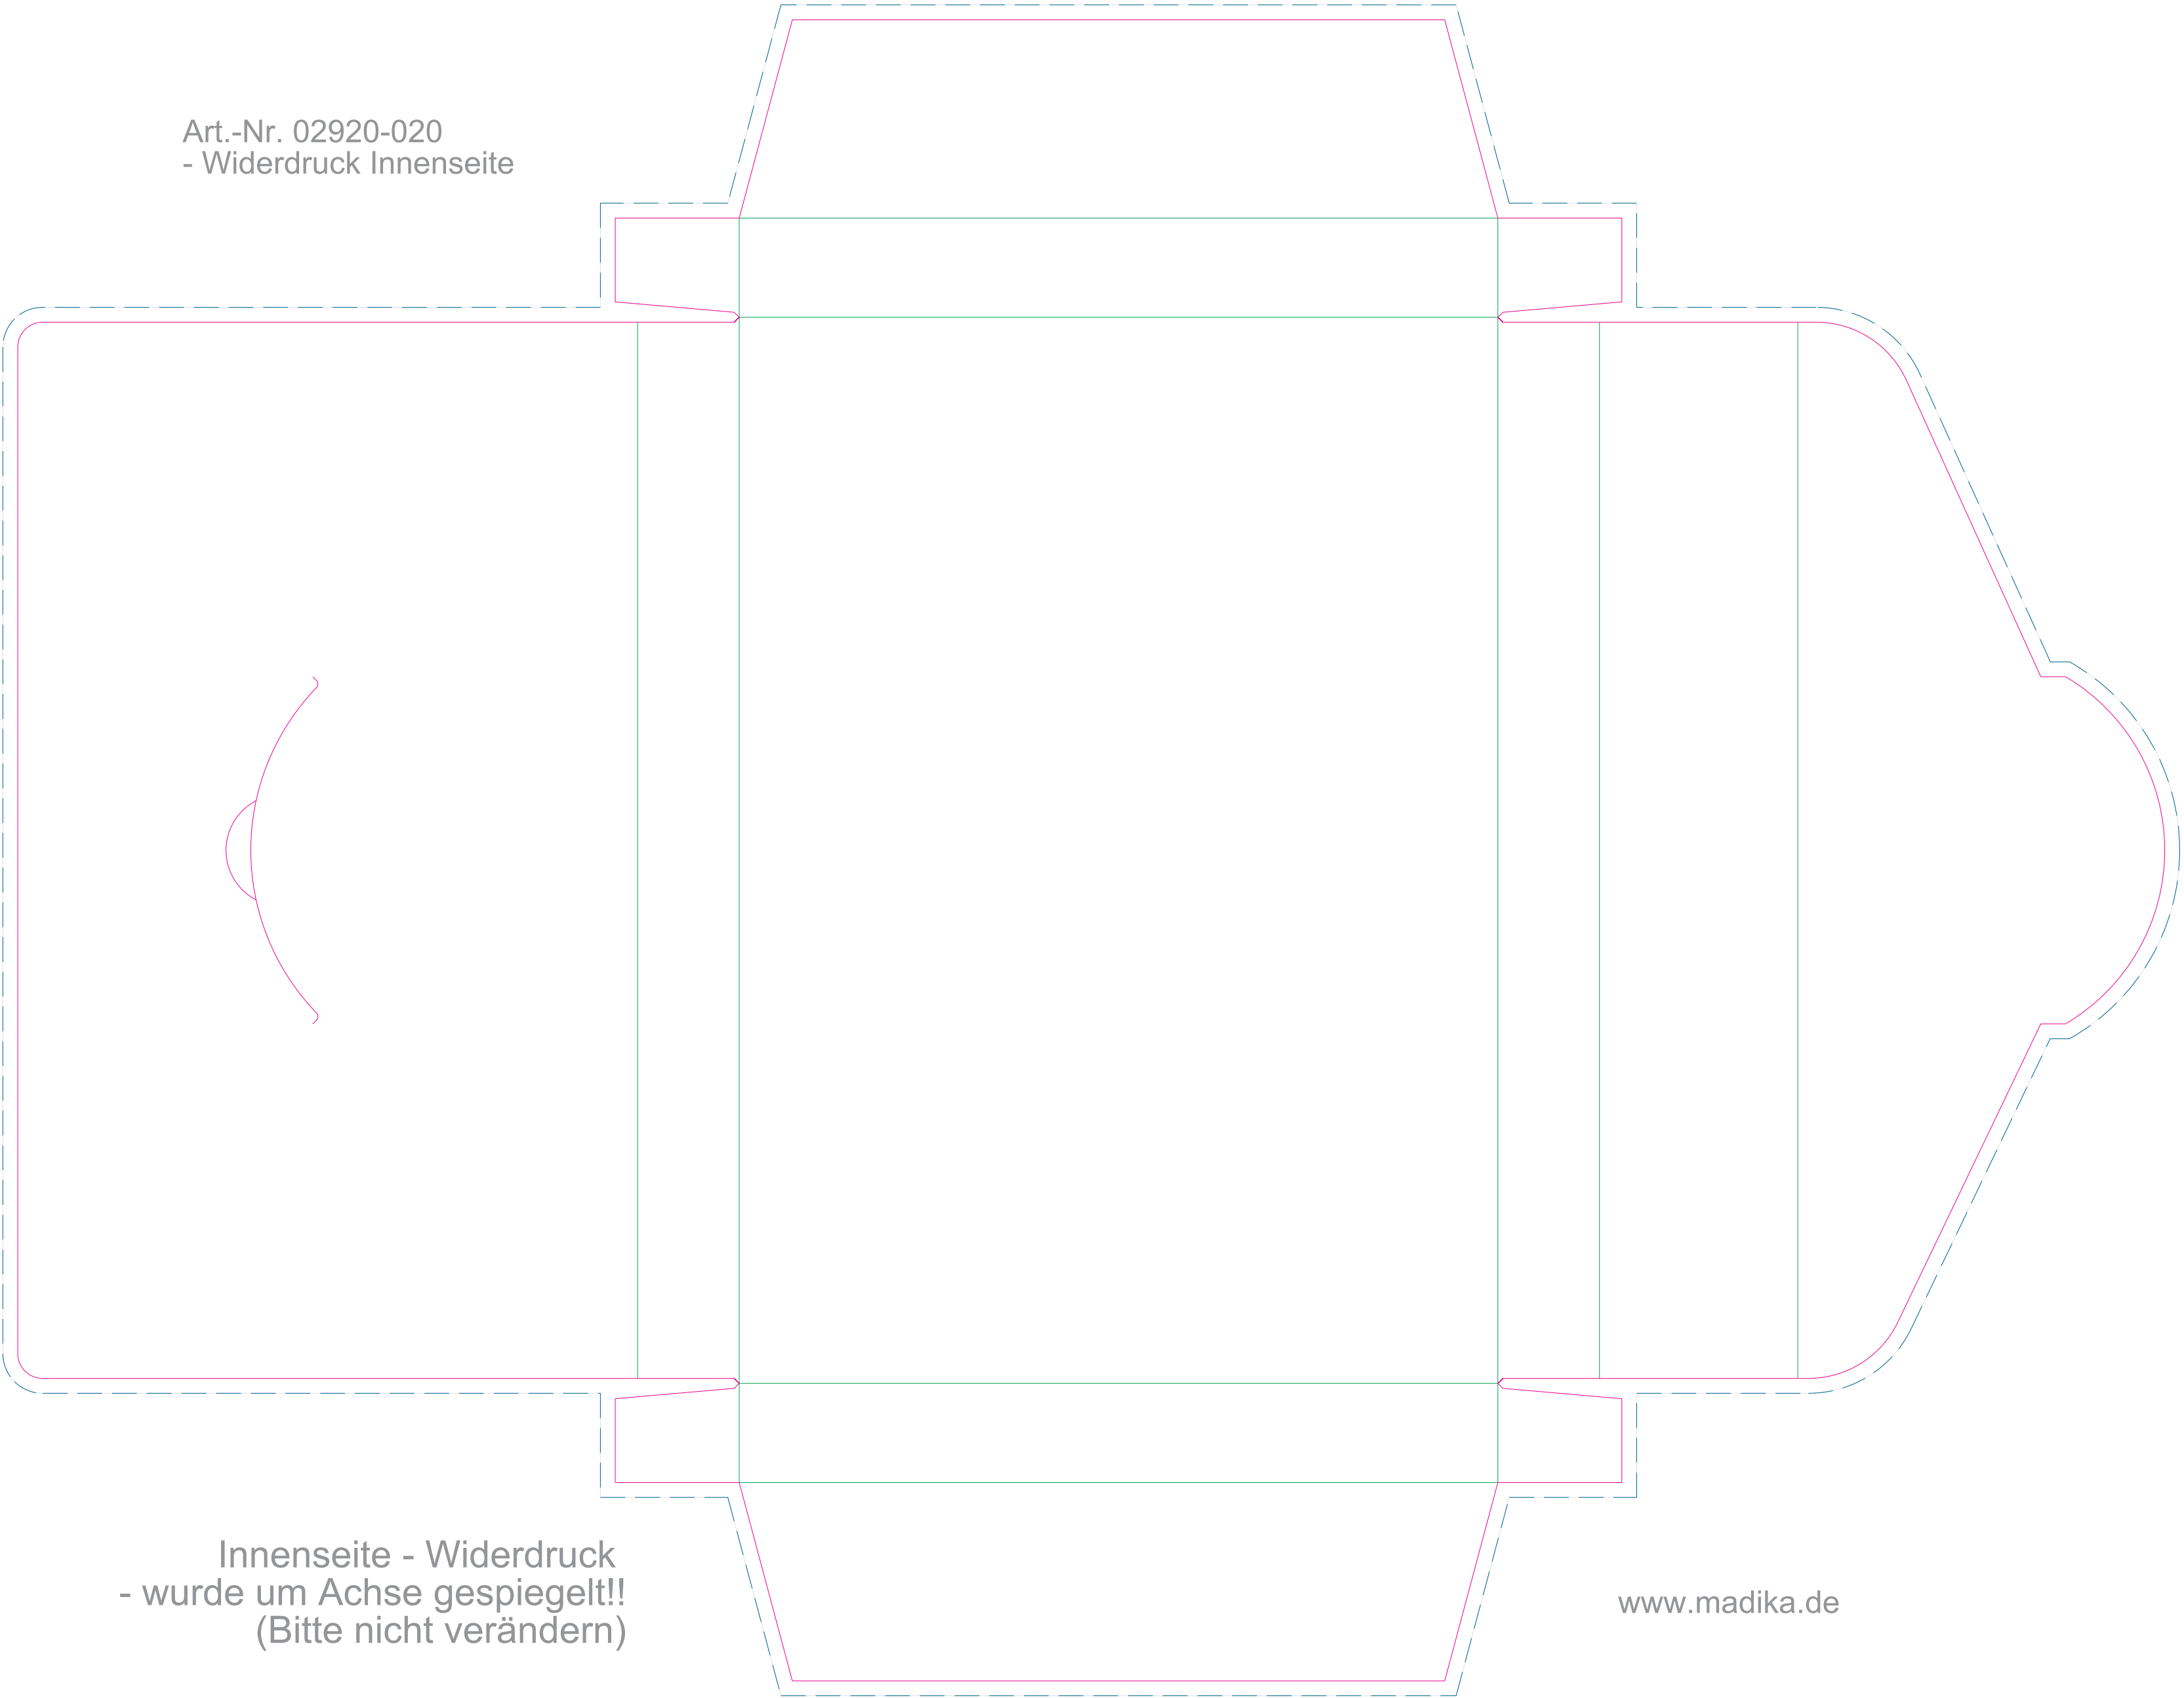 Art.-Nr. 02920-020
- Widerdruck Innenseite
Innenseite - Widerdruck
- wurde um Achse gespiegelt!!
(Bitte nicht verändern)
www.madika.de